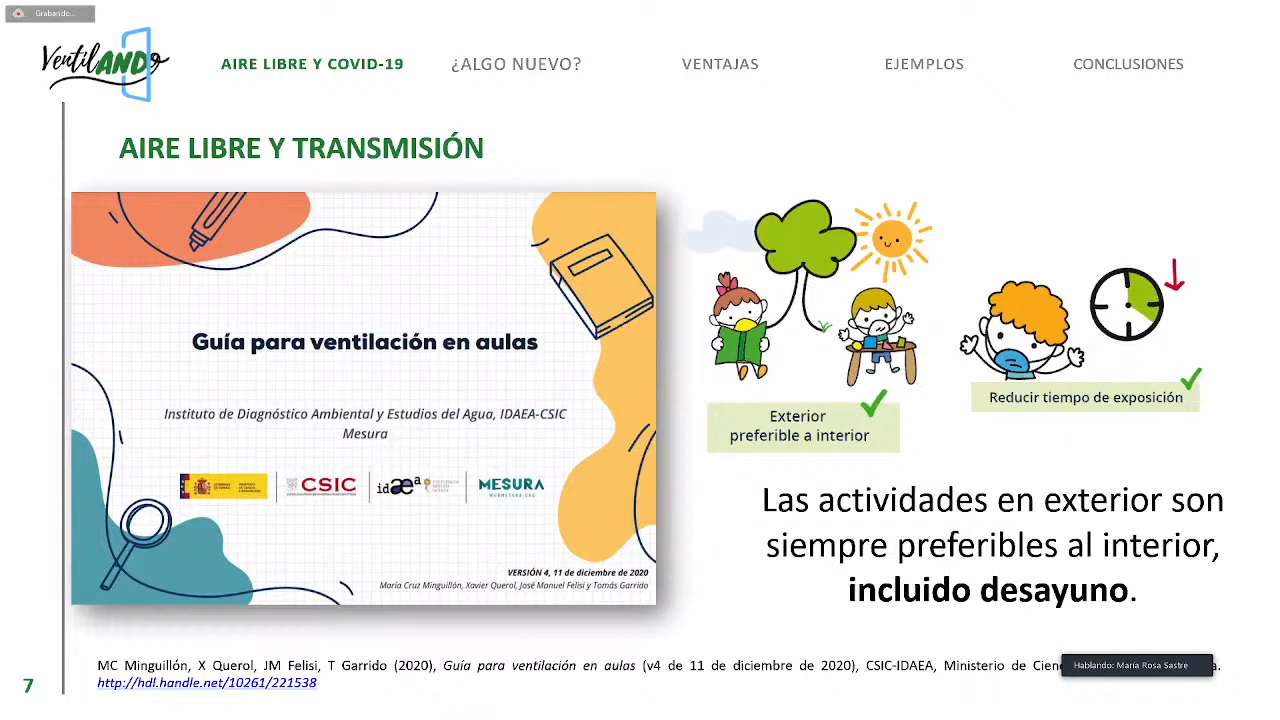 Grabando...
VentilANDo
AIRE LIBRE Y COVID-19
¿ALGO NUEVO?
VENTAJAS
EJEMPLOS
CONCLUSIONES
AIRE LIBRE Y TRANSMISIÓN
Guía para ventilación en aulas
Instituto de Diagnóstico Ambiental y Estudios del Agua, IDAEA-CSIC
Mesura
CSIC
idæa
MESURA
VERSIÓN 4, 11 de diciembre de 2020
María Cruz Minguillón, Xavier Querol, José Manuel Felisi y Tomás Garrido
Exterior
preferible a interior
Reducir tiempo de exposición
Las actividades en exterior son
siempre preferibles al interior,
incluido desayuno.
MC Minguillón, X Querol, JM Felisi, T Garrido (2020), Guía para ventilación en aulas (v4 de 11 de diciembre de 2020), CSIC-IDAEA, Ministerio de
http://hdl.handle.net/10261/221538
Hablando: María Rosa Sastre
7